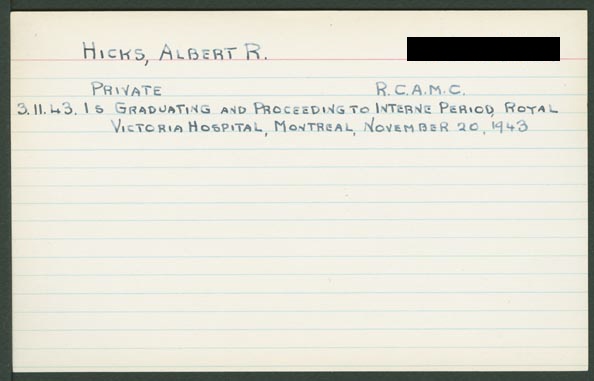 HICKS, ALBERT R.
PRIVATE R.C.A.M.C.
3.11.43. IS GRADUATING AND PROCEEDING TO INTERNE PERIOD, ROYAL
VICTORIA HOSPITAL, MONTREAL, NOVEMBER 20, 1943